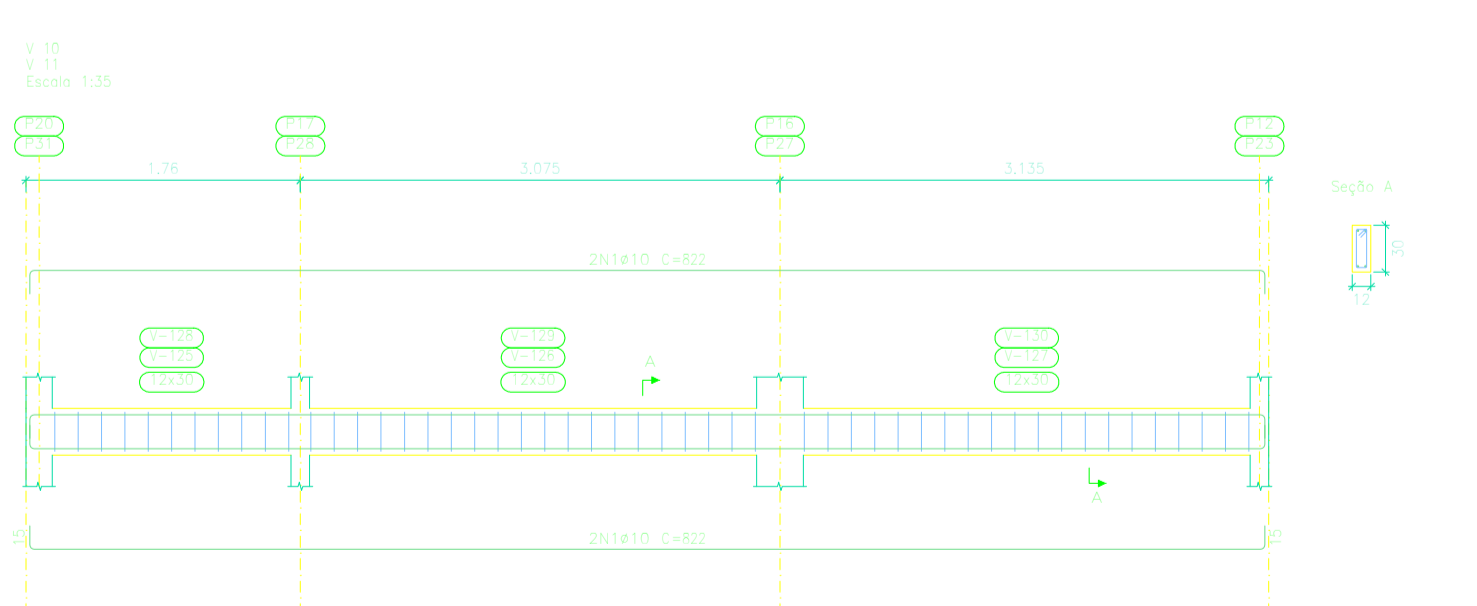 V 10
V 11
Escala 1:35
P20 P17 P16 P12
P31 P28 P27 P23
1,76 3,075 3,135
Seção A
30
12
2N1ø10 C=822
V-128 V-129 V-130
V-125 V-126 V-127
12x30 12x30 12x30
A
A
15 2N1ø10 C=822 15